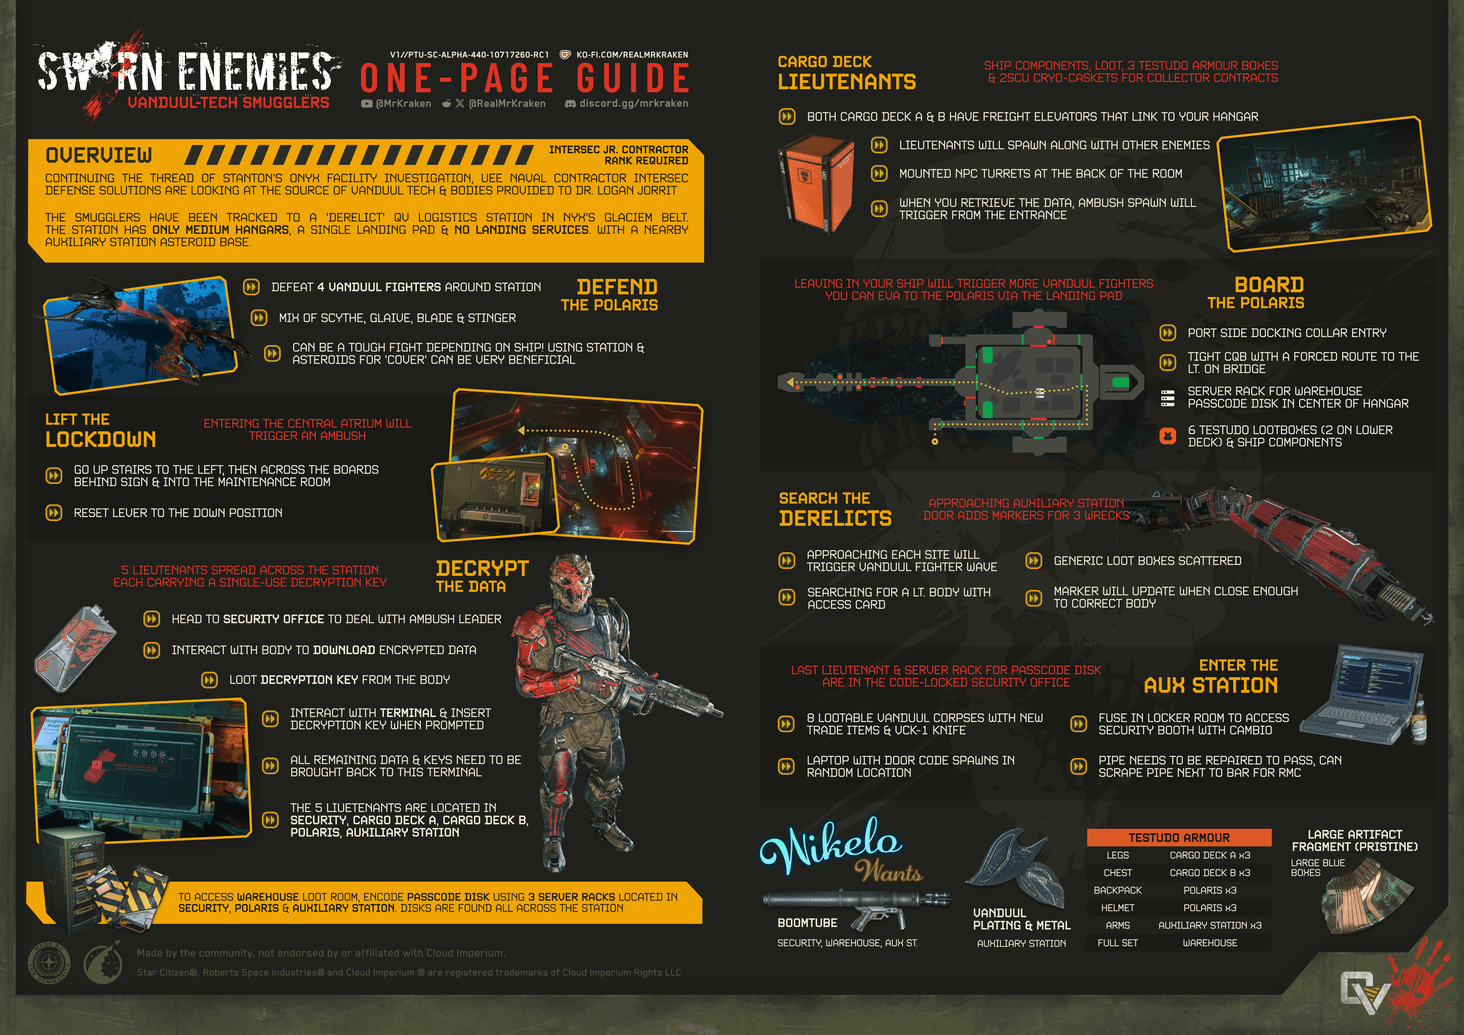 SWORN ENEMIES
VANDUUL-TECH SMUGGLERS
V1//PTU-SC-ALPHA-440-10717260-RC1 KO-FI.COM/REALMRKRAKEN
ONE-PAGE GUIDE
@MrKraken @RealMrKraken discord.gg/mrkraken
OVERVIEW
INTERSEC JR. CONTRACTOR
RANK REQUIRED
CONTINUING THE THREAD OF STANTON'S ONYX FACILITY INVESTIGATION, UEE NAVAL CONTRACTOR INTERSEC
DEFENSE SOLUTIONS ARE LOOKING AT THE SOURCE OF VANDUUL TECH & BODIES PROVIDED TO DR. LOGAN JORRIT
THE SMUGGLERS HAVE BEEN TRACKED TO A 'DERELICT' QV LOGISTICS STATION IN NYX'S GLACIEM BELT.
THE STATION HAS ONLY MEDIUM HANGARS, A SINGLE LANDING PAD & NO LANDING SERVICES. WITH A NEARBY
AUXILIARY STATION ASTEROID BASE.
DEFEAT 4 VANDUUL FIGHTERS AROUND STATION
DEFEND
THE POLARIS
MIX OF SCYTHE, GLAIVE, BLADE & STINGER
CAN BE A TOUGH FIGHT DEPENDING ON SHIP! USING STATION &
ASTEROIDS FOR 'COVER' CAN BE VERY BENEFICIAL
LIFT THE
LOCKDOWN
ENTERING THE CENTRAL ATRIUM WILL
TRIGGER AN AMBUSH
GO UP STAIRS TO THE LEFT, THEN ACROSS THE BOARDS
BEHIND SIGN & INTO THE MAINTENANCE ROOM
RESET LEVER TO THE DOWN POSITION
5 LIEUTENANTS SPREAD ACROSS THE STATION
EACH CARRYING A SINGLE-USE DECRYPTION KEY
DECRYPT
THE DATA
HEAD TO SECURITY OFFICE TO DEAL WITH AMBUSH LEADER
INTERACT WITH BODY TO DOWNLOAD ENCRYPTED DATA
LOOT DECRYPTION KEY FROM THE BODY
INTERACT WITH TERMINAL & INSERT
DECRYPTION KEY WHEN PROMPTED
ALL REMAINING DATA & KEYS NEED TO BE
BROUGHT BACK TO THIS TERMINAL
THE 5 LIUETENANTS ARE LOCATED IN
SECURITY, CARGO DECK A, CARGO DECK B,
POLARIS, AUXILIARY STATION
TO ACCESS WAREHOUSE LOOT ROOM, ENCODE PASSCODE DISK USING 3 SERVER RACKS LOCATED IN
SECURITY, POLARIS & AUXILIARY STATION. DISKS ARE FOUND ALL ACROSS THE STATION
Made by the community, not endorsed by or affiliated with Cloud Imperium.
Star Citizen®, Roberts Space Industries® and Cloud Imperium ® are registered trademarks of Cloud Imperium Rights LLC
CARGO DECK
LIEUTENANTS
SHIP COMPONENTS, LOOT, 3 TESTUDO ARMOUR BOXES
& 2SCU CRYO-CASKETS FOR COLLECTOR CONTRACTS
BOTH CARGO DECK A & B HAVE FREIGHT ELEVATORS THAT LINK TO YOUR HANGAR
LIEUTENANTS WILL SPAWN ALONG WITH OTHER ENEMIES
MOUNTED NPC TURRETS AT THE BACK OF THE ROOM
WHEN YOU RETRIEVE THE DATA, AMBUSH SPAWN WILL
TRIGGER FROM THE ENTRANCE
LEAVING IN YOUR SHIP WILL TRIGGER MORE VANDUUL FIGHTERS
YOU CAN EVA TO THE POLARIS VIA THE LANDING PAD
BOARD
THE POLARIS
PORT SIDE DOCKING COLLAR ENTRY
TIGHT CQB WITH A FORCED ROUTE TO THE
LT. ON BRIDGE
SERVER RACK FOR WAREHOUSE
PASSCODE DISK IN CENTER OF HANGAR
6 TESTUDO LOOTBOXES (2 ON LOWER
DECK) & SHIP COMPONENTS
SEARCH THE
DERELICTS
APPROACHING AUXILIARY STATION
DOOR ADDS MARKERS FOR 3 WRECKS
APPROACHING EACH SITE WILL
TRIGGER VANDUUL FIGHTER WAVE
GENERIC LOOT BOXES SCATTERED
SEARCHING FOR A LT. BODY WITH
ACCESS CARD
MARKER WILL UPDATE WHEN CLOSE ENOUGH
TO CORRECT BODY
LAST LIEUTENANT & SERVER RACK FOR PASSCODE DISK
ARE IN THE CODE-LOCKED SECURITY OFFICE
ENTER THE
AUX STATION
8 LOOTABLE VANDUUL CORPSES WITH NEW
TRADE ITEMS & VCK-1 KNIFE
FUSE IN LOCKER ROOM TO ACCESS
SECURITY BOOTH WITH CAMBIO
LAPTOP WITH DOOR CODE SPAWNS IN
RANDOM LOCATION
PIPE NEEDS TO BE REPAIRED TO PASS, CAN
SCRAPE PIPE NEXT TO BAR FOR RMC
Wikelo
Wants
BOOMTUBE
SECURITY, WAREHOUSE, AUX ST.
VANDUUL
PLATING & METAL
AUXILIARY STATION
TESTUDO ARMOUR
LEGS CARGO DECK A x3
CHEST CARGO DECK B x3
BACKPACK POLARIS x3
HELMET POLARIS x3
ARMS AUXILIARY STATION x3
FULL SET WAREHOUSE
LARGE ARTIFACT
FRAGMENT (PRISTINE)
LARGE BLUE
BOXES
QV